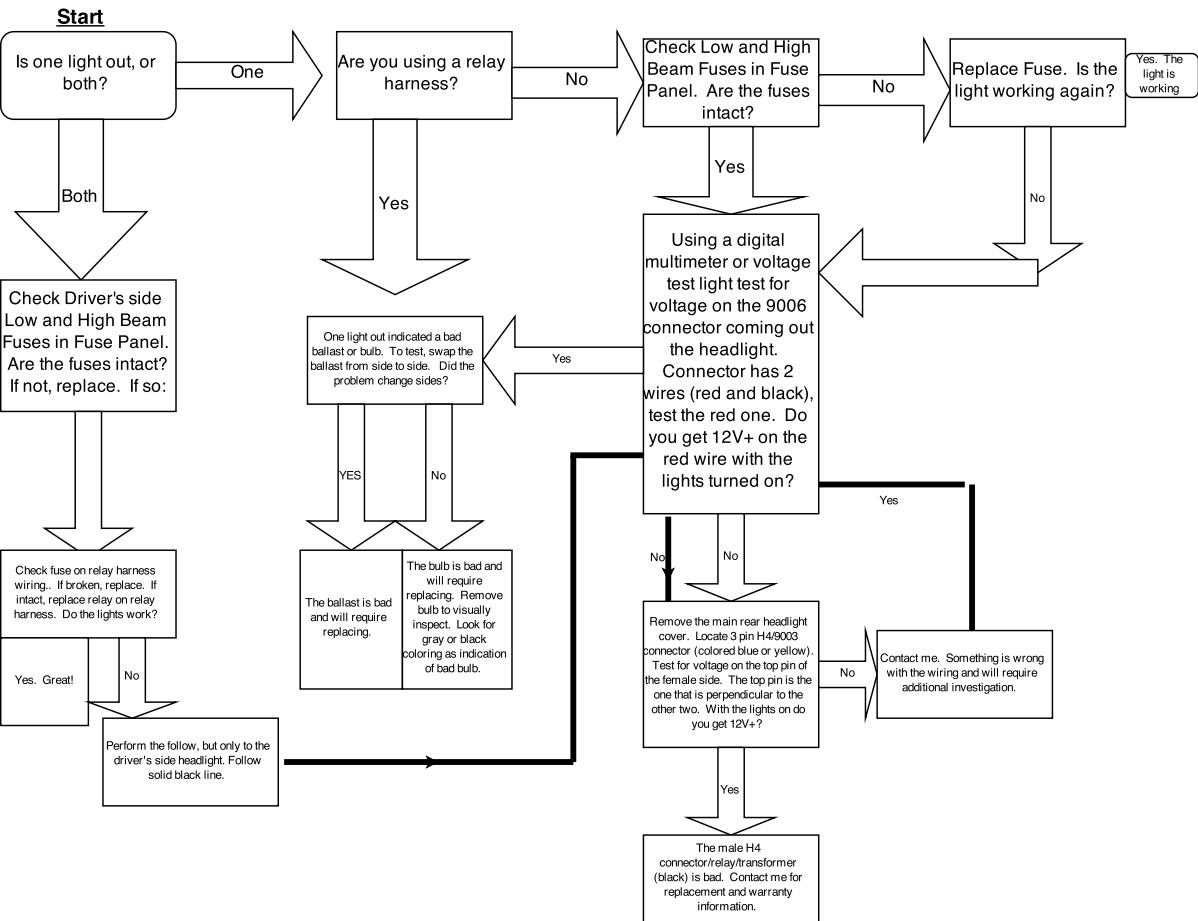 Start
Is one light out, or
both?
One
Are you using a relay
harness?
No
Check Low and High
Beam Fuses in Fuse
Panel. Are the fuses
intact?
No
Replace Fuse. Is the
light working again?
Yes. The
light is
working
Both
Yes
Yes
No
Check Driver's side
Low and High Beam
Fuses in Fuse Panel.
Are the fuses intact?
If not, replace. If so:
One light out indicated a bad
ballast or bulb. To test, swap the
ballast from side to side. Did the
problem change sides?
Yes
Using a digital
multimeter or voltage
test light test for
voltage on the 9006
connector coming out
the headlight.
Connector has 2
wires (red and black),
test the red one. Do
you get 12V+ on the
red wire with the
lights turned on?
YES
No
Yes
No
No
Check fuse on relay harness
wiring.. If broken, replace. If
intact, replace relay on relay
harness. Do the lights work?
The ballast is bad
and will require
replacing.
The bulb is bad and
will require
replacing. Remove
bulb to visually
inspect. Look for
gray or black
coloring as indication
of bad bulb.
Remove the main rear headlight
cover. Locate 3 pin H4/9003
connector (colored blue or yellow).
Test for voltage on the top pin of
the female side. The top pin is the
one that is perpendicular to the
other two. With the lights on do
you get 12V+?
No
Contact me. Something is wrong
with the wiring and will require
additional investigation.
Yes. Great!
No
Perform the follow, but only to the
driver's side headlight. Follow
solid black line.
Yes
The male H4
connector/relay/transformer
(black) is bad. Contact me for
replacement and warranty
information.